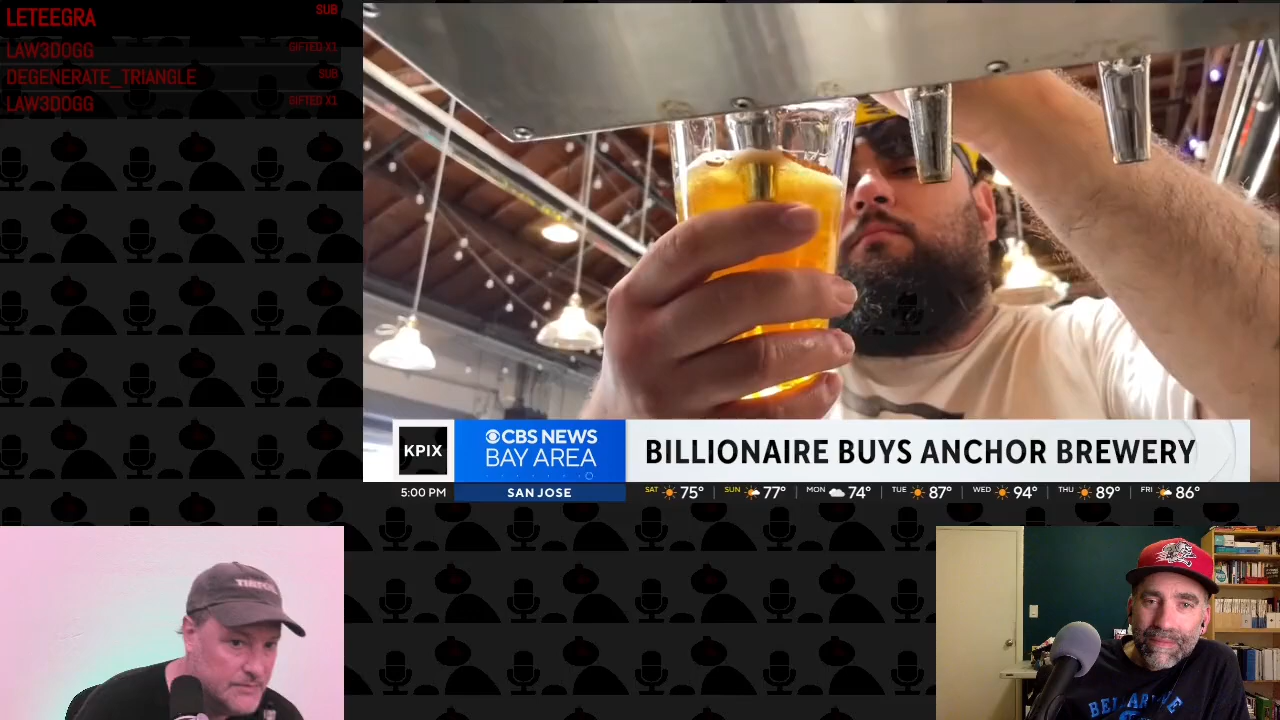 LETEEGRA SUB
LAW3DOGG GIFTED X1
DEGENERATE_TRIANGLE SUB
LAW3DOGG GIFTED X1
KPIX
CBS NEWS
BAY AREA
BILLIONAIRE BUYS ANCHOR BREWERY
5:00 PM
SAN JOSE
SAT 75° SUN 77° MON 74° TUE 87° WED 94° THU 89° FRI 86°